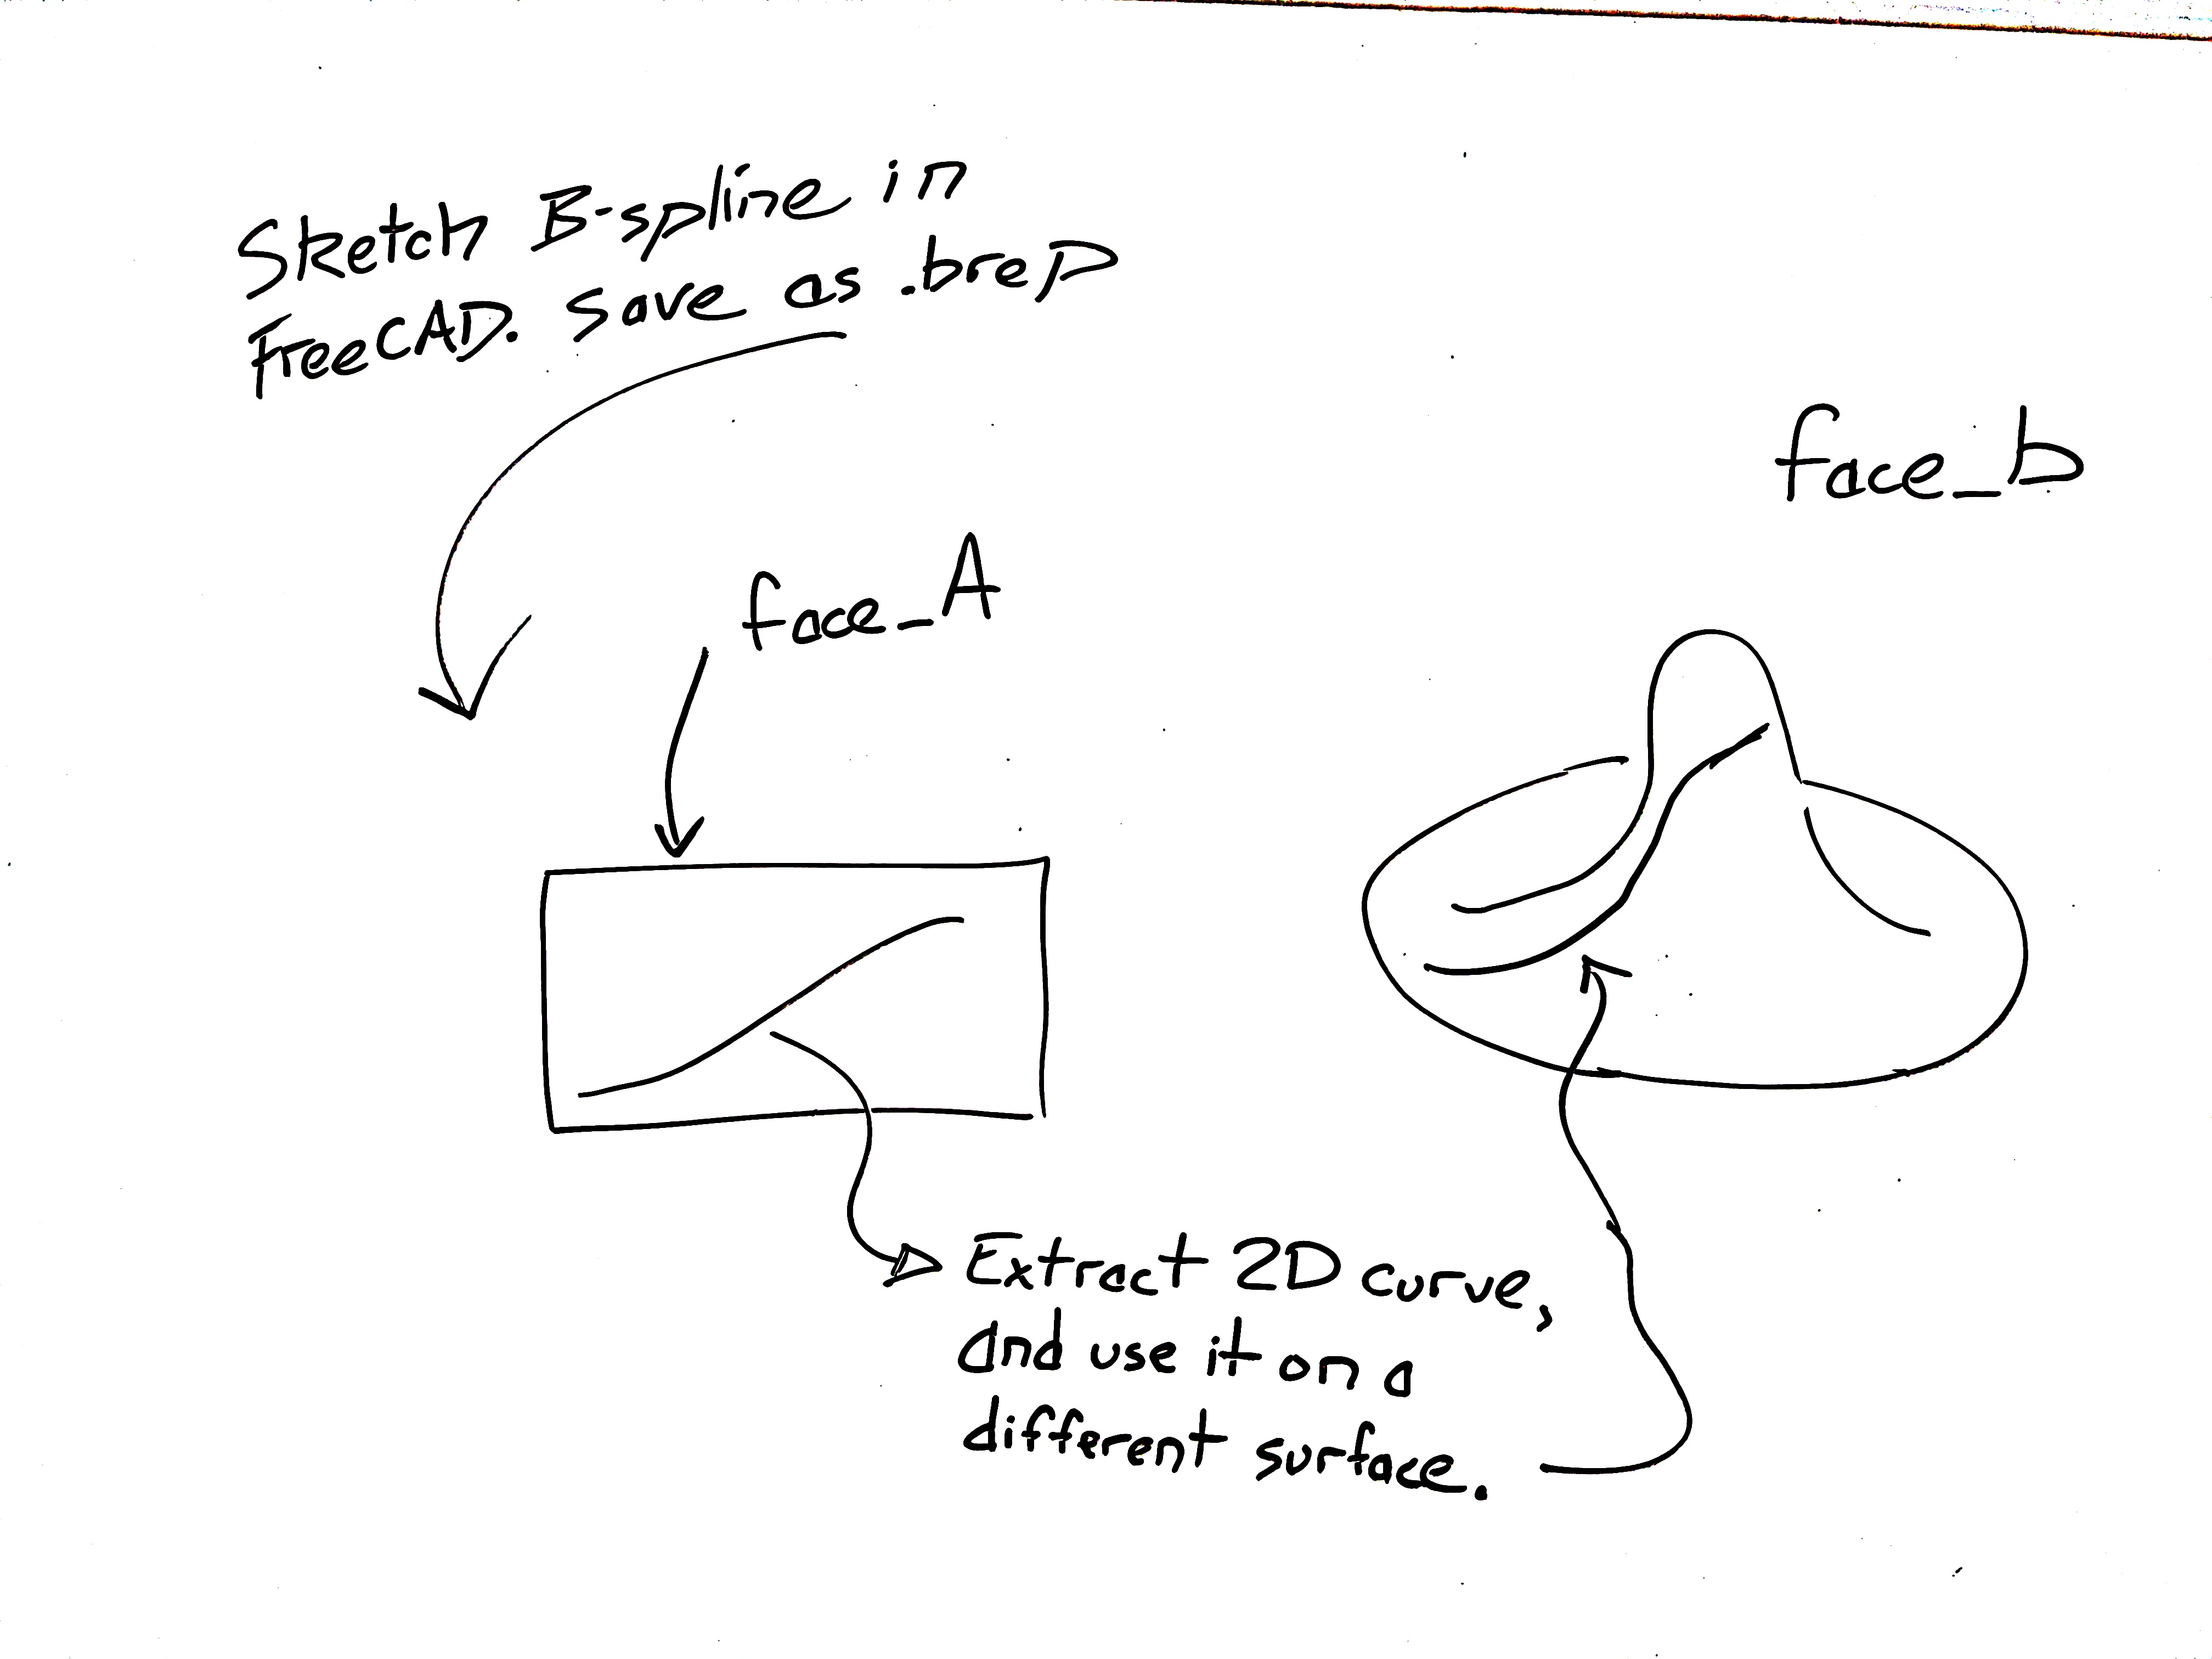 Sketch B-spline in
FreeCAD. Save as .brep
face_b
face_A
Extract 2D curve,
and use it on a
different surface.